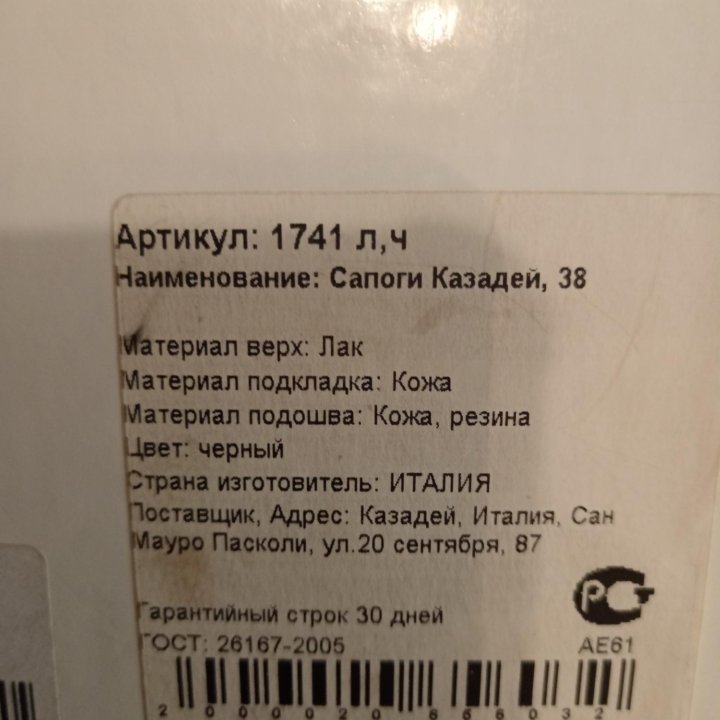 Артикул: 1741 л,ч
Наименование: Сапоги Казадей, 38
Материал верх: Лак
Материал подкладка: Кожа
Материал подошва: Кожа, резина
Цвет: черный
Страна изготовитель: ИТАЛИЯ
Поставщик, Адрес: Казадей, Италия, Сан
Мауро Пасколи, ул.20 сентября, 87
Гарантийный строк 30 дней
ГОСТ: 26167-2005
РСТ
АЕ61